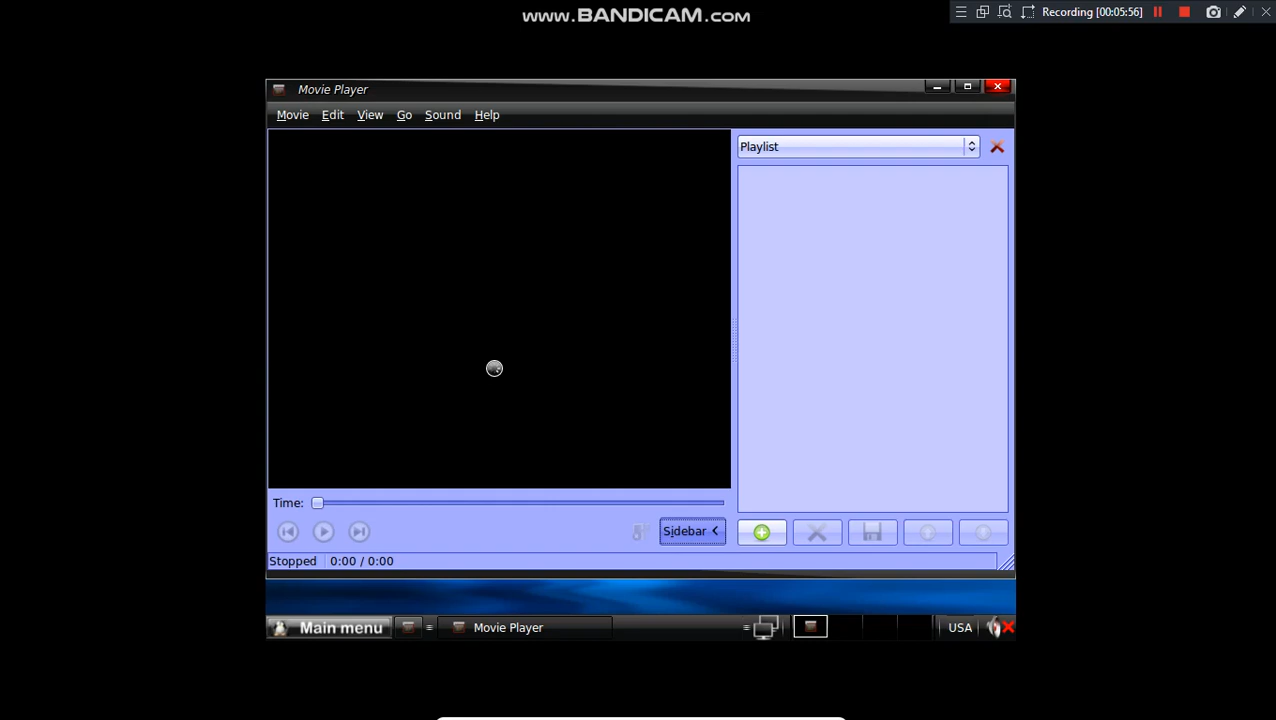 www.BANDICAM.com
Recording [00:05:56]
Movie Player
Movie Edit View Go Sound Help
Playlist
Time:
Sidebar <
Stopped 0:00 / 0:00
Main menu Movie Player USA